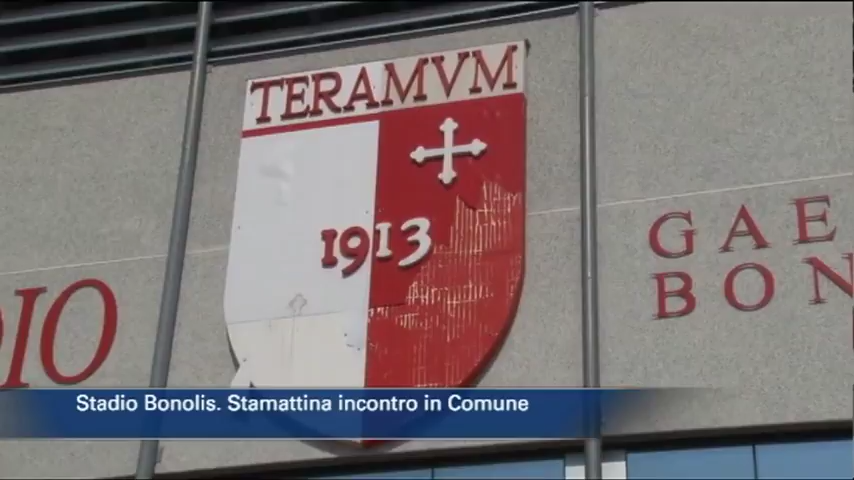 TERAMVM
1913
DIO
GAE
BON
Stadio Bonolis. Stamattina incontro in Comune